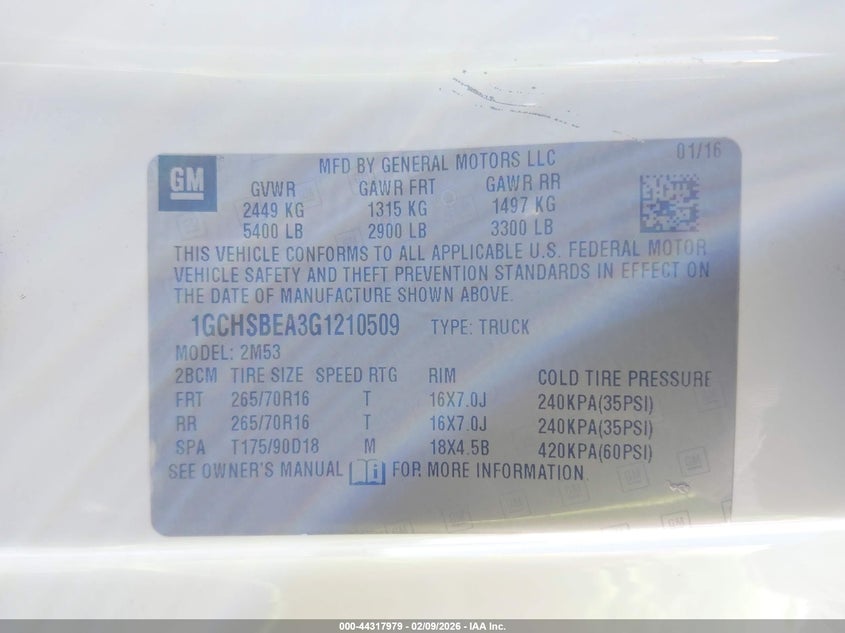 GM
MFD BY GENERAL MOTORS LLC 01/16
GVWR GAWR FRT GAWR RR
2449 KG 1315 KG 1497 KG
5400 LB 2900 LB 3300 LB
THIS VEHICLE CONFORMS TO ALL APPLICABLE U.S. FEDERAL MOTOR
VEHICLE SAFETY AND THEFT PREVENTION STANDARDS IN EFFECT ON
THE DATE OF MANUFACTURE SHOWN ABOVE.
1GCHSBEA3G1210509 TYPE: TRUCK
MODEL: 2M53
2BCM TIRE SIZE SPEED RTG RIM COLD TIRE PRESSURE
FRT 265/70R16 T 16X7.0J 240KPA(35PSI)
RR 265/70R16 T 16X7.0J 240KPA(35PSI)
SPA T175/90D18 M 18X4.5B 420KPA(60PSI)
SEE OWNER'S MANUAL FOR MORE INFORMATION.
000-44317979 - 02/09/2026 - IAA Inc.